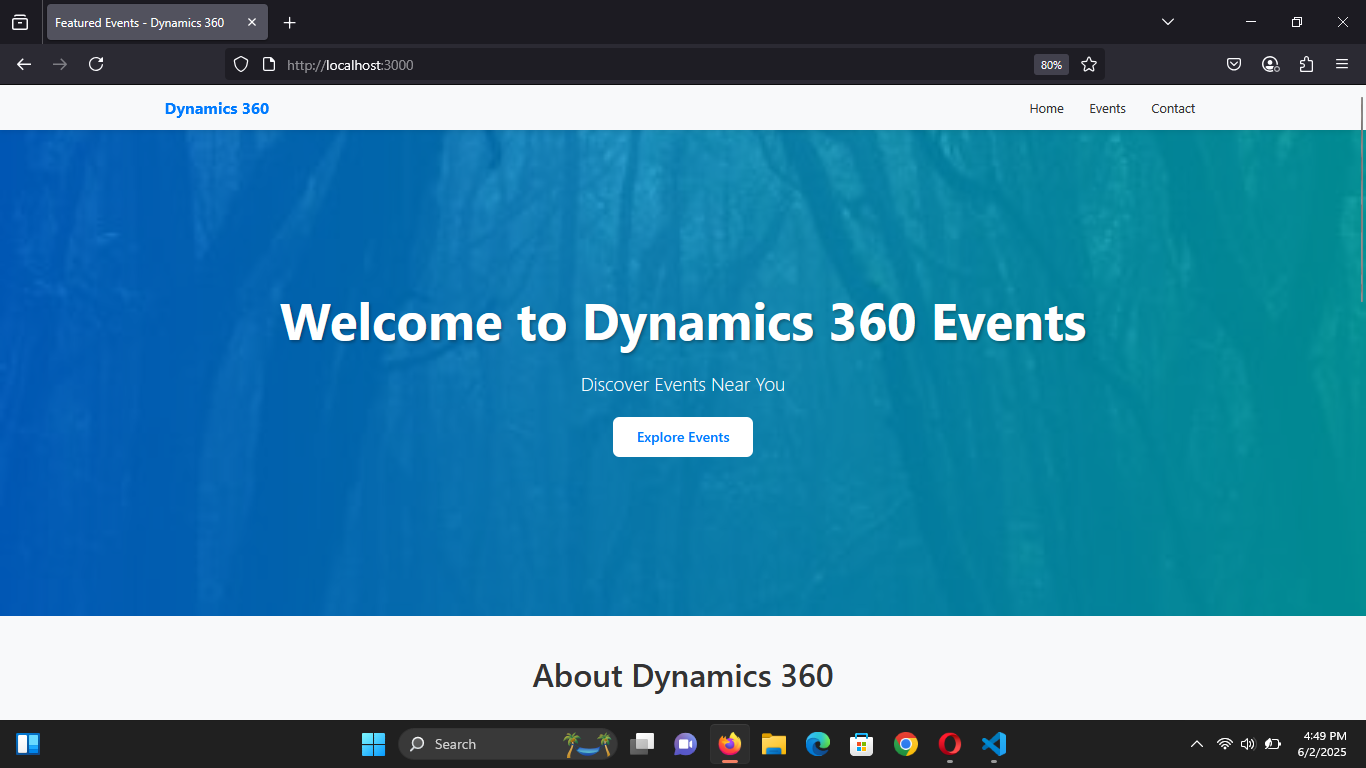 Featured Events - Dynamics 360
http://localhost:3000
80%
Dynamics 360
Home
Events
Contact
Welcome to Dynamics 360 Events
Discover Events Near You
Explore Events
About Dynamics 360
Search
4:49 PM
6/2/2025